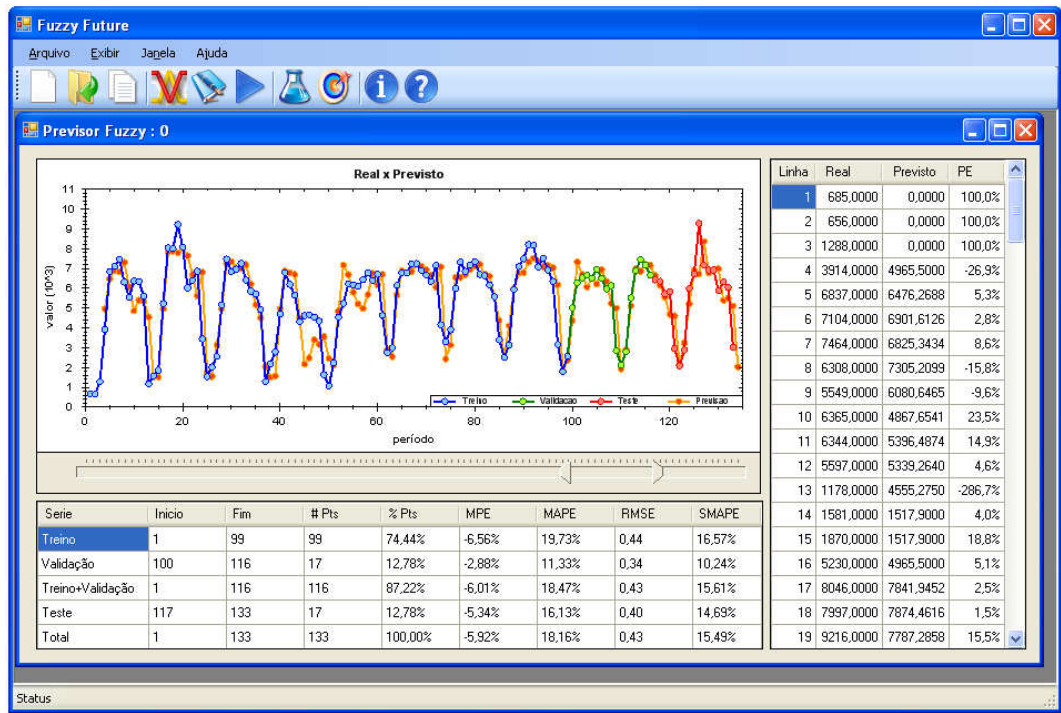 Fuzzy Future
Arquivo Exibir Janela Ajuda
Previsor Fuzzy : 0
Real x Previsto
valor (10^3)
11
10
9
8
7
6
5
4
3
2
1
0
0 20 40 60 80 100 120
período
Treino Validacao Teste Previsao
Serie Inicio Fim # Pts % Pts MPE MAPE RMSE SMAPE
Treino 1 99 99 74,44% -6,56% 19,73% 0,44 16,57%
Validação 100 116 17 12,78% -2,88% 11,33% 0,34 10,24%
Treino+Validação 1 116 116 87,22% -6,01% 18,47% 0,43 15,61%
Teste 117 133 17 12,78% -5,34% 16,13% 0,40 14,69%
Total 1 133 133 100,00% -5,92% 18,16% 0,43 15,49%
Linha Real Previsto PE
1 685,0000 0,0000 100,0%
2 656,0000 0,0000 100,0%
3 1288,0000 0,0000 100,0%
4 3914,0000 4965,5000 -26,9%
5 6837,0000 6476,2688 5,3%
6 7104,0000 6901,6126 2,8%
7 7464,0000 6825,3434 8,6%
8 6308,0000 7305,2099 -15,8%
9 5549,0000 6080,6465 -9,6%
10 6365,0000 4867,6541 23,5%
11 6344,0000 5396,4874 14,9%
12 5597,0000 5339,2640 4,6%
13 1178,0000 4555,2750 -286,7%
14 1581,0000 1517,9000 4,0%
15 1870,0000 1517,9000 18,8%
16 5230,0000 4965,5000 5,1%
17 8046,0000 7841,9452 2,5%
18 7997,0000 7874,4616 1,5%
19 9216,0000 7787,2858 15,5%
Status